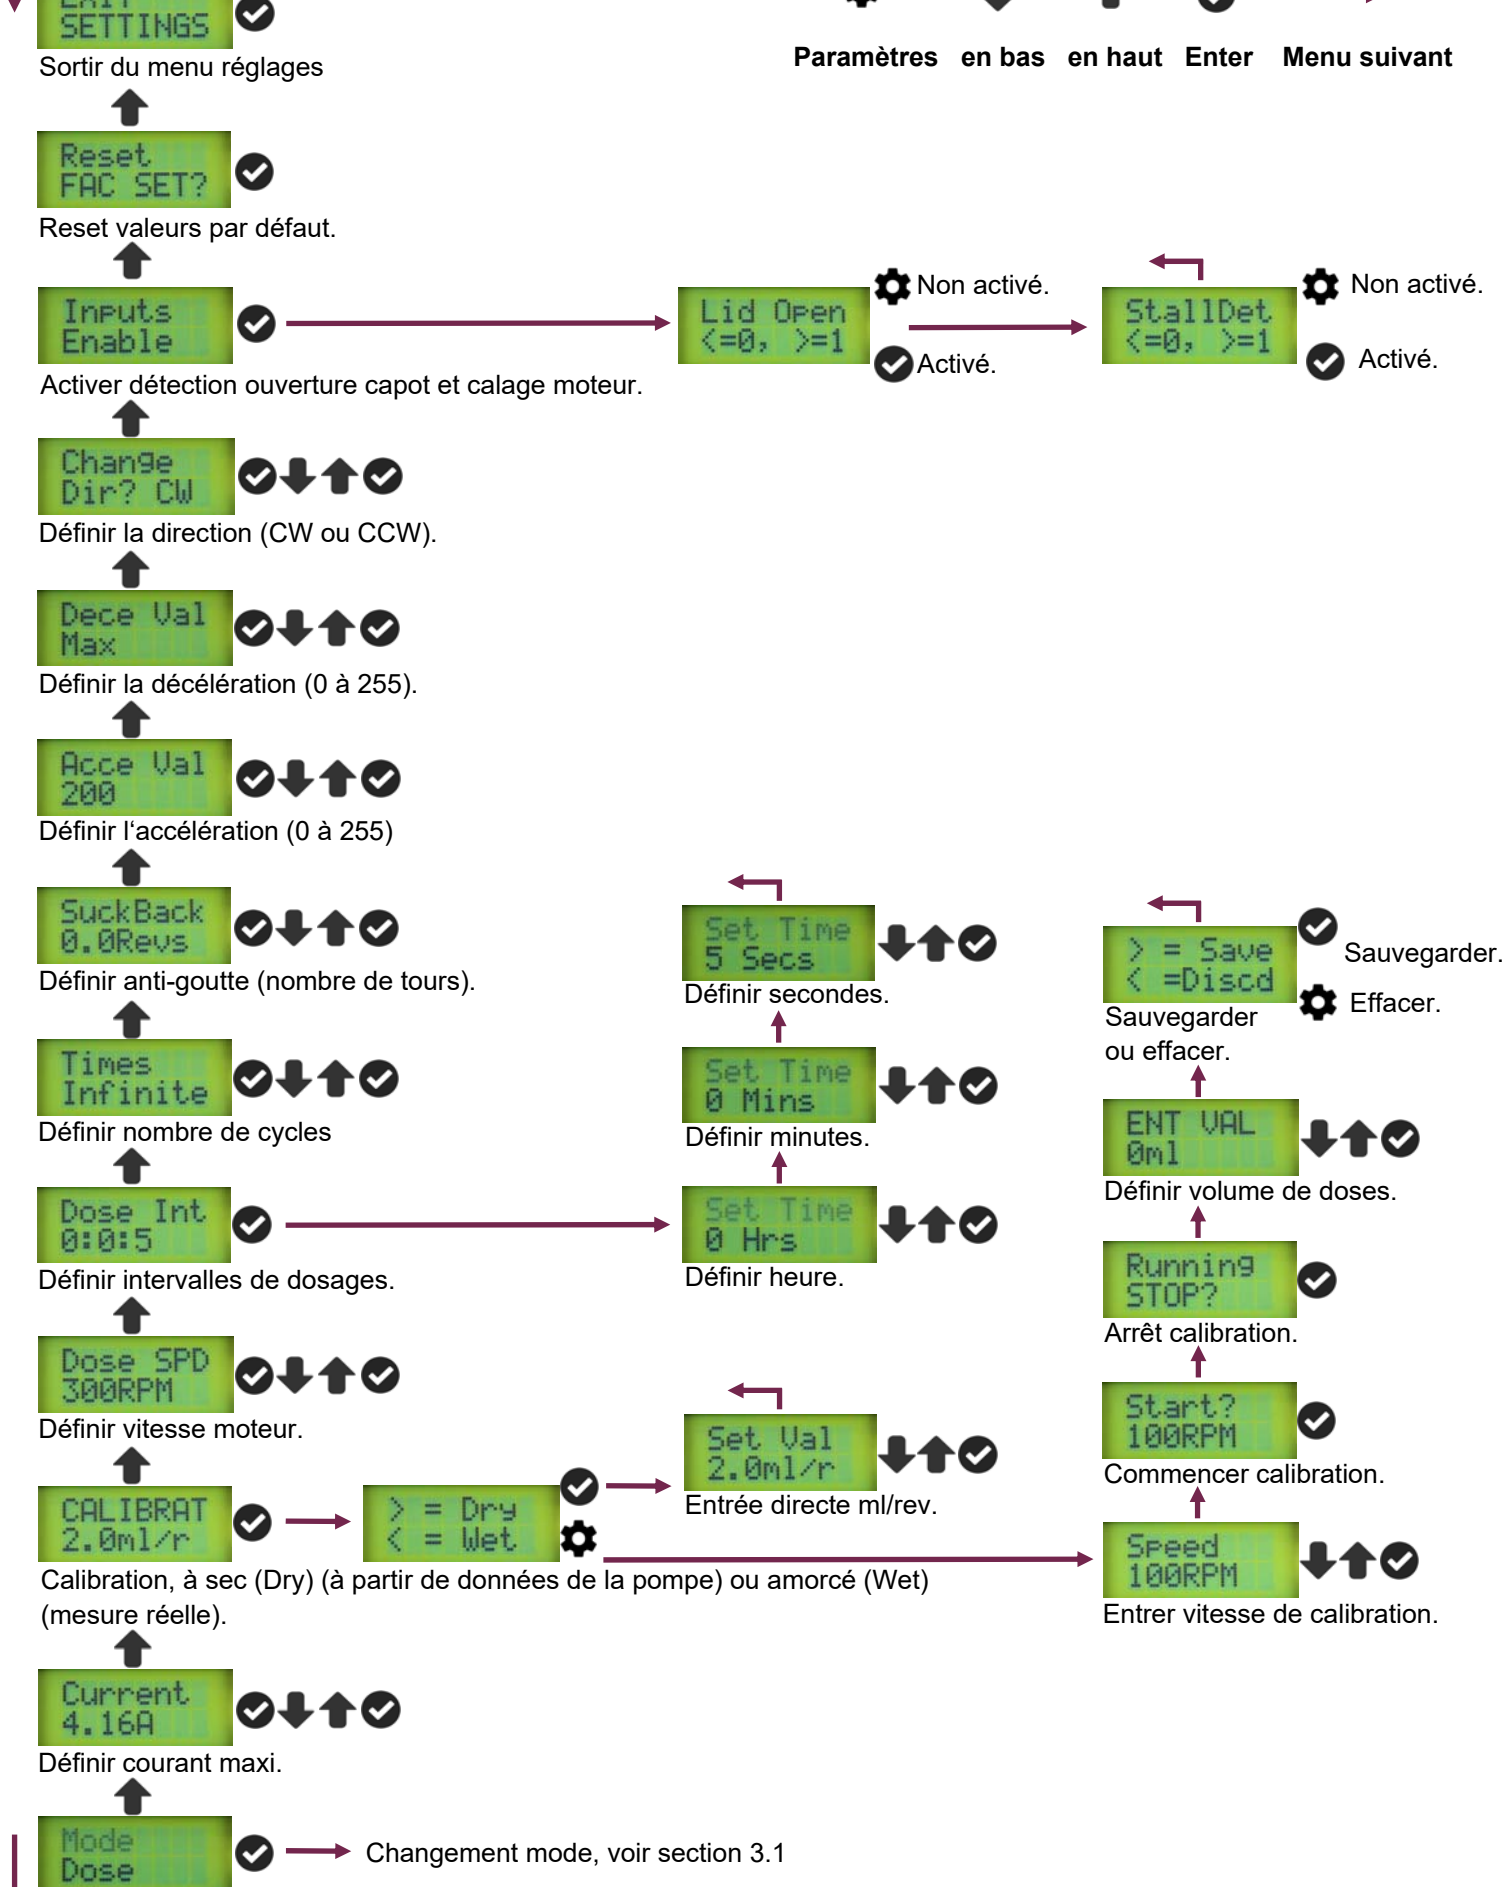 EXIT
SETTINGS
Sortir du menu réglages
Paramètres en bas en haut Enter Menu suivant
Reset
FAC SET?
Reset valeurs par défaut.
Inputs
Enable
Lid Open
<=0, >=1
Non activé.
Activé.
StallDet
<=0, >=1
Non activé.
Activé.
Activer détection ouverture capot et calage moteur.
Change
Dir? CW
Définir la direction (CW ou CCW).
Dece Val
Max
Définir la décélération (0 à 255).
Acce Val
200
Définir l‘accélération (0 à 255)
SuckBack
0.0Revs
Définir anti-goutte (nombre de tours).
Set Time
5 Secs
Définir secondes.
> = Save
< =Discd
Sauvegarder.
Effacer.
Sauvegarder
ou effacer.
Times
Infinite
Définir nombre de cycles
Set Time
0 Mins
Définir minutes.
ENT VAL
0ml
Définir volume de doses.
Dose Int
0:0:5
Définir intervalles de dosages.
Set Time
0 Hrs
Définir heure.
Running
STOP?
Arrêt calibration.
Dose SPD
300RPM
Définir vitesse moteur.
Set Val
2.0ml/r
Entrée directe ml/rev.
Start?
100RPM
Commencer calibration.
CALIBRAT
2.0ml/r
> = Dry
< = Wet
Calibration, à sec (Dry) (à partir de données de la pompe) ou amorcé (Wet)
(mesure réelle).
Speed
100RPM
Entrer vitesse de calibration.
Current
4.16A
Définir courant maxi.
Mode
Dose
Changement mode, voir section 3.1